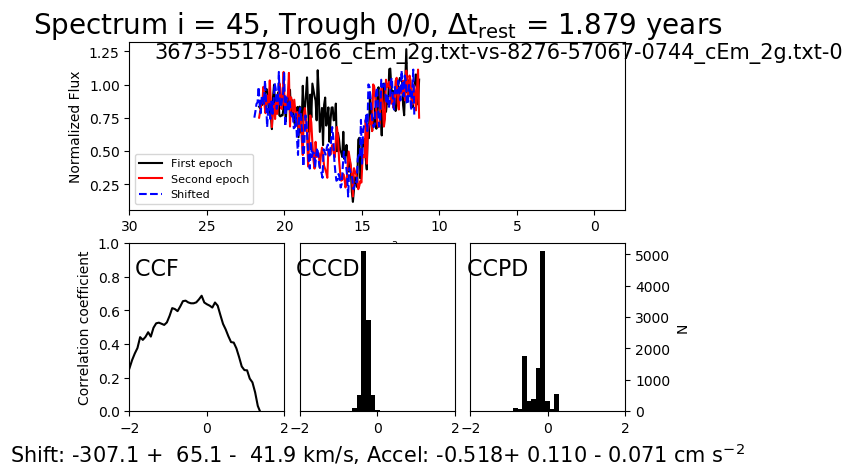 Spectrum i = 45, Trough 0/0, Δt_rest = 1.879 years
3673-55178-0166_cEm_2g.txt-vs-8276-57067-0744_cEm_2g.txt-0
Normalized Flux
1.25
1.00
0.75
0.50
0.25
First epoch
Second epoch
Shifted
30 25 20 15 10 5 0
Correlation coefficient
1.0
0.8
0.6
0.4
0.2
0.0
CCF
CCCD
CCPD
5000
4000
3000
2000
1000
0
N
−2 0 2 −2 0 2 −2 0 2
Shift: -307.1 + 65.1 - 41.9 km/s, Accel: -0.518+ 0.110 - 0.071 cm s⁻²